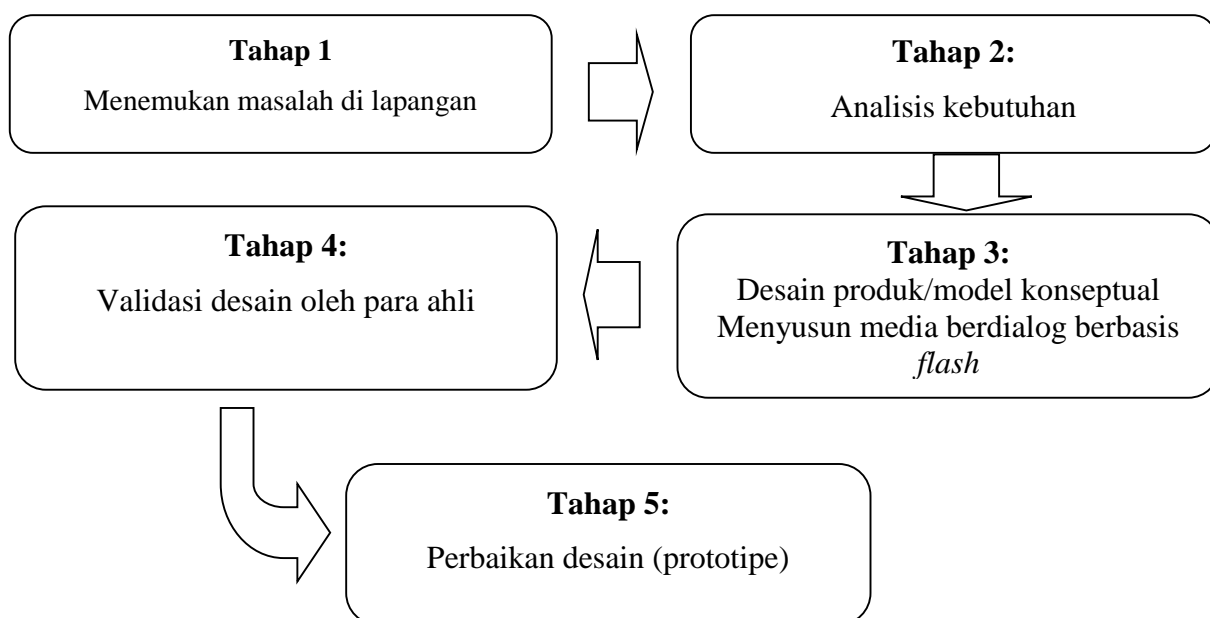 Tahap 1
Menemukan masalah di lapangan
Tahap 2:
Analisis kebutuhan
Tahap 3:
Desain produk/model konseptual
Menyusun media berdialog berbasis
flash
Tahap 4:
Validasi desain oleh para ahli
Tahap 5:
Perbaikan desain (prototipe)